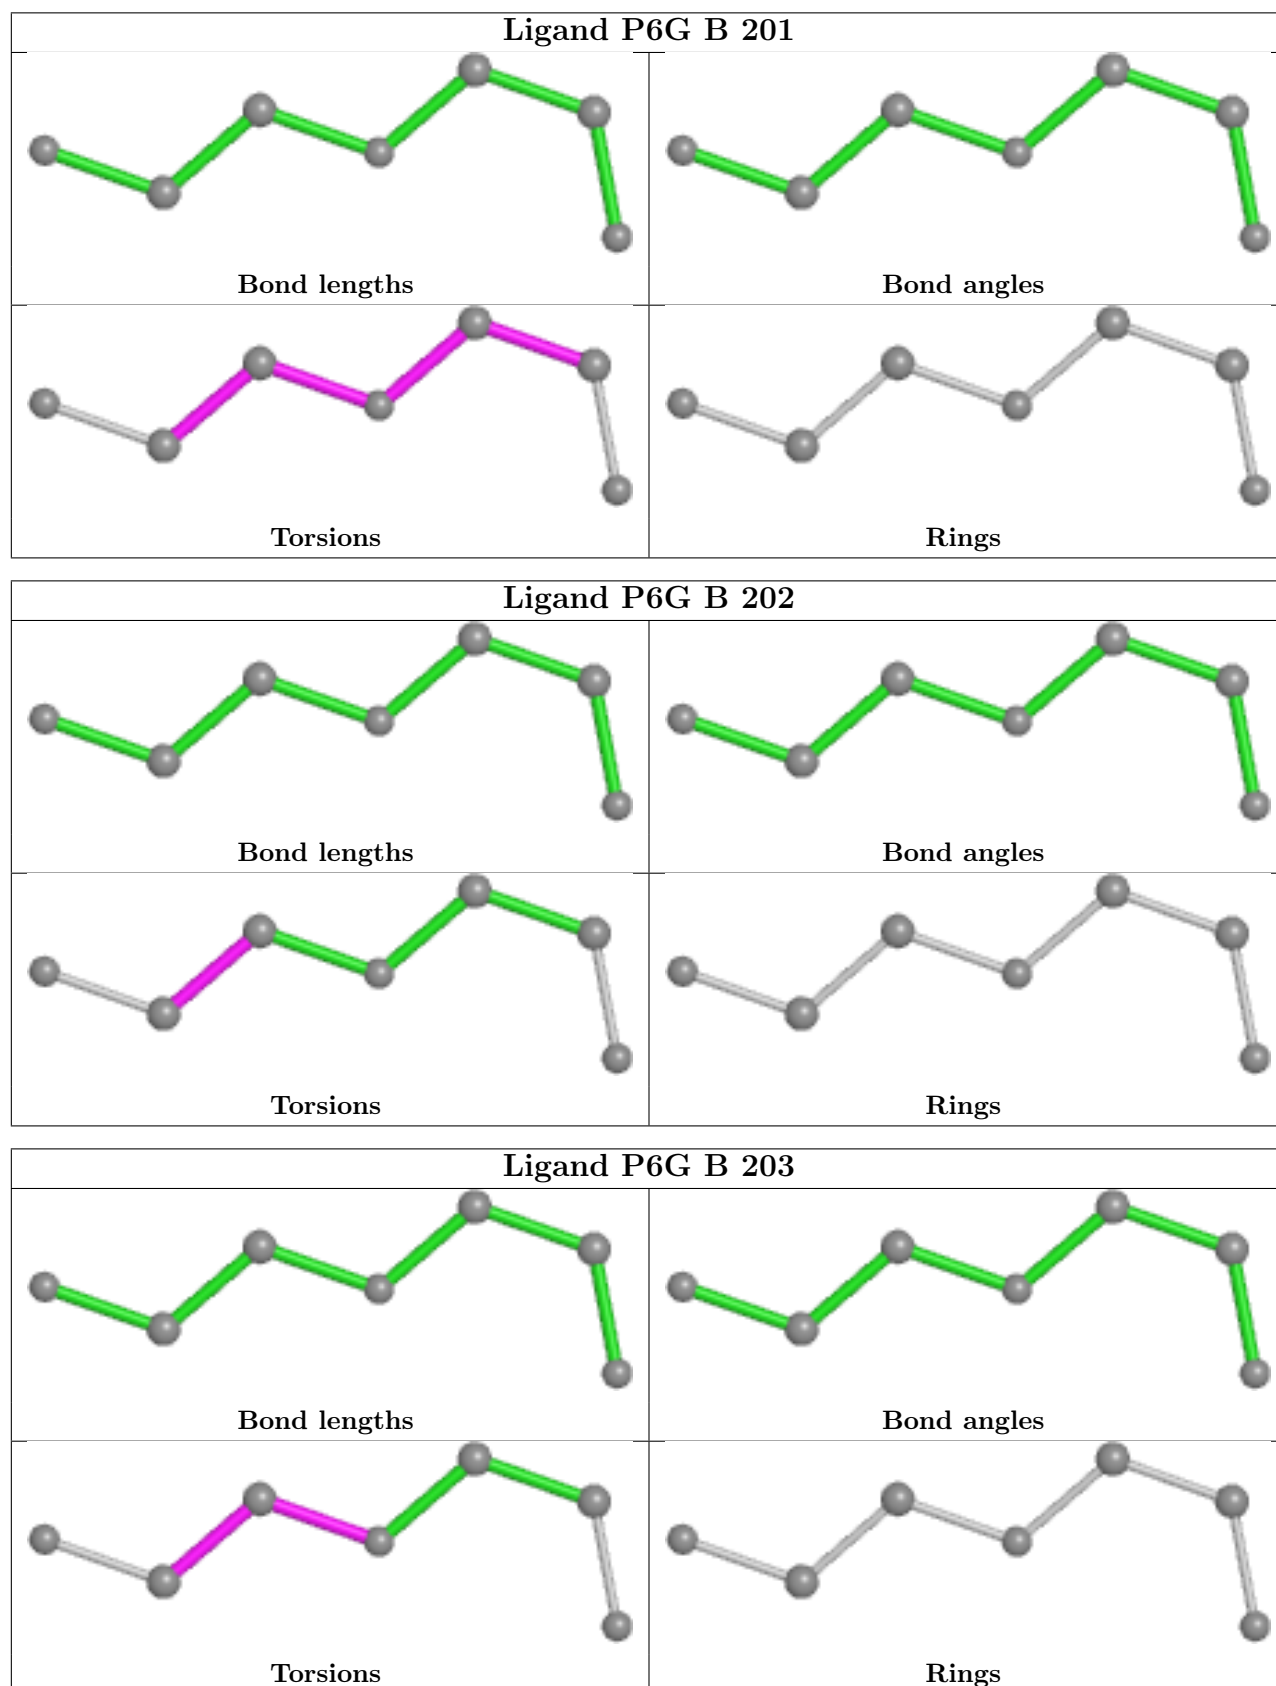 Ligand P6G B 201
Bond lengths
Bond angles
Torsions
Rings
Ligand P6G B 202
Bond lengths
Bond angles
Torsions
Rings
Ligand P6G B 203
Bond lengths
Bond angles
Torsions
Rings